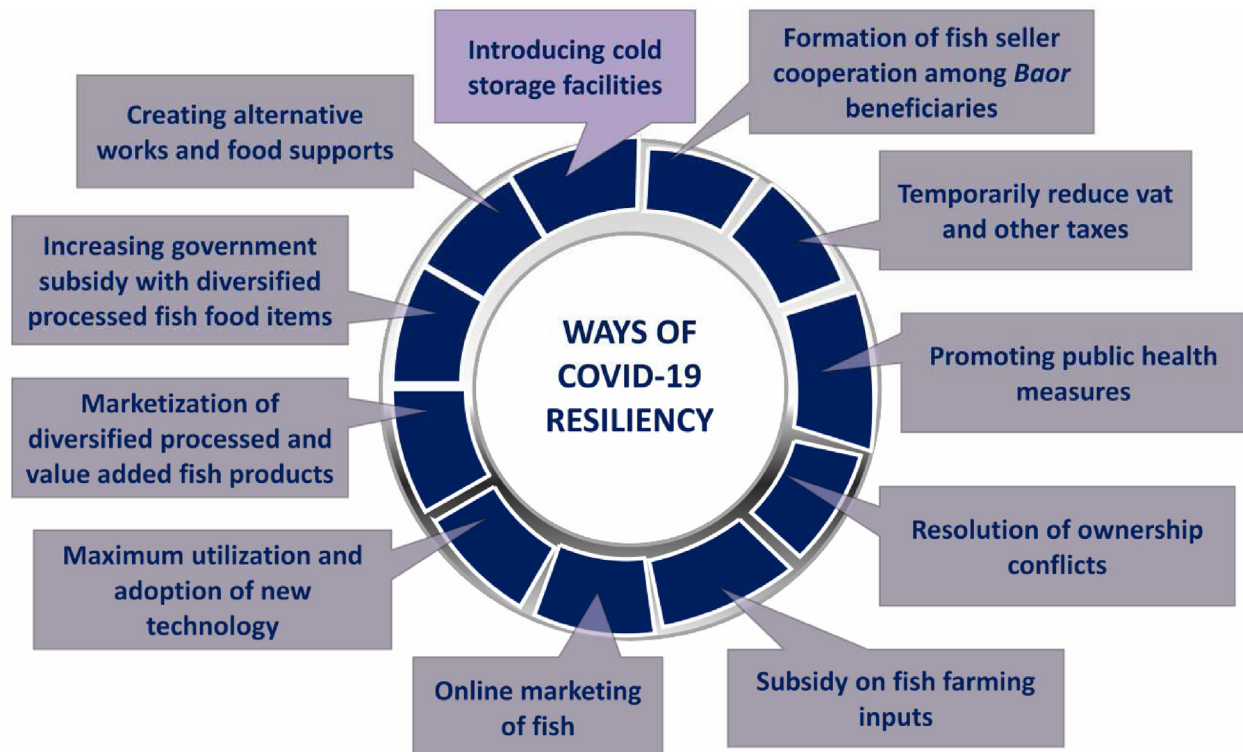 Introducing cold
storage facilities
Formation of fish seller
cooperation among Baor
beneficiaries
Temporarily reduce vat
and other taxes
Promoting public health
measures
Resolution of ownership
conflicts
Subsidy on fish farming
inputs
Online marketing
of fish
Maximum utilization and
adoption of new
technology
Marketization of
diversified processed and
value added fish products
Increasing government
subsidy with diversified
processed fish food items
Creating alternative
works and food supports
WAYS OF
COVID-19
RESILIENCY